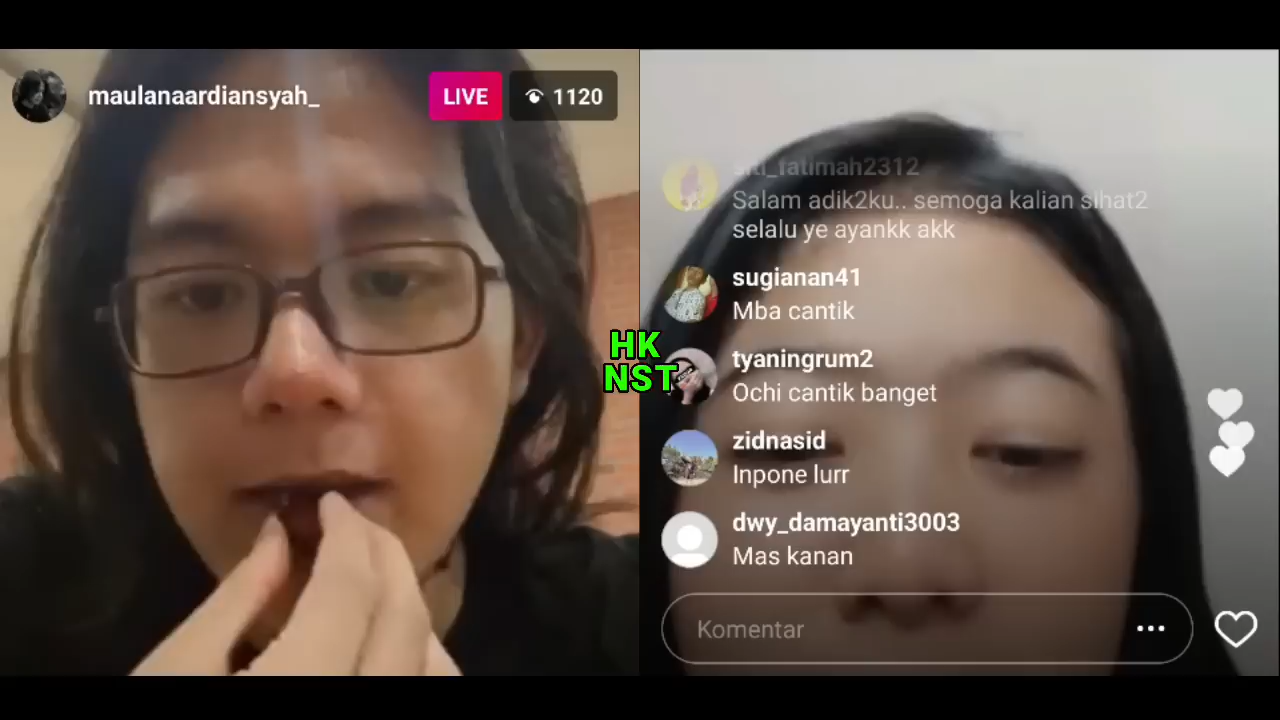 maulanaardiansyah_
LIVE
1120
siti_fatimah2312
Salam adik2ku.. semoga kalian sihat2
selalu ye ayankk akk
sugianan41
Mba cantik
HK
NST
tyaningrum2
Ochi cantik banget
zidnasid
Inpone lurr
dwy_damayanti3003
Mas kanan
Komentar